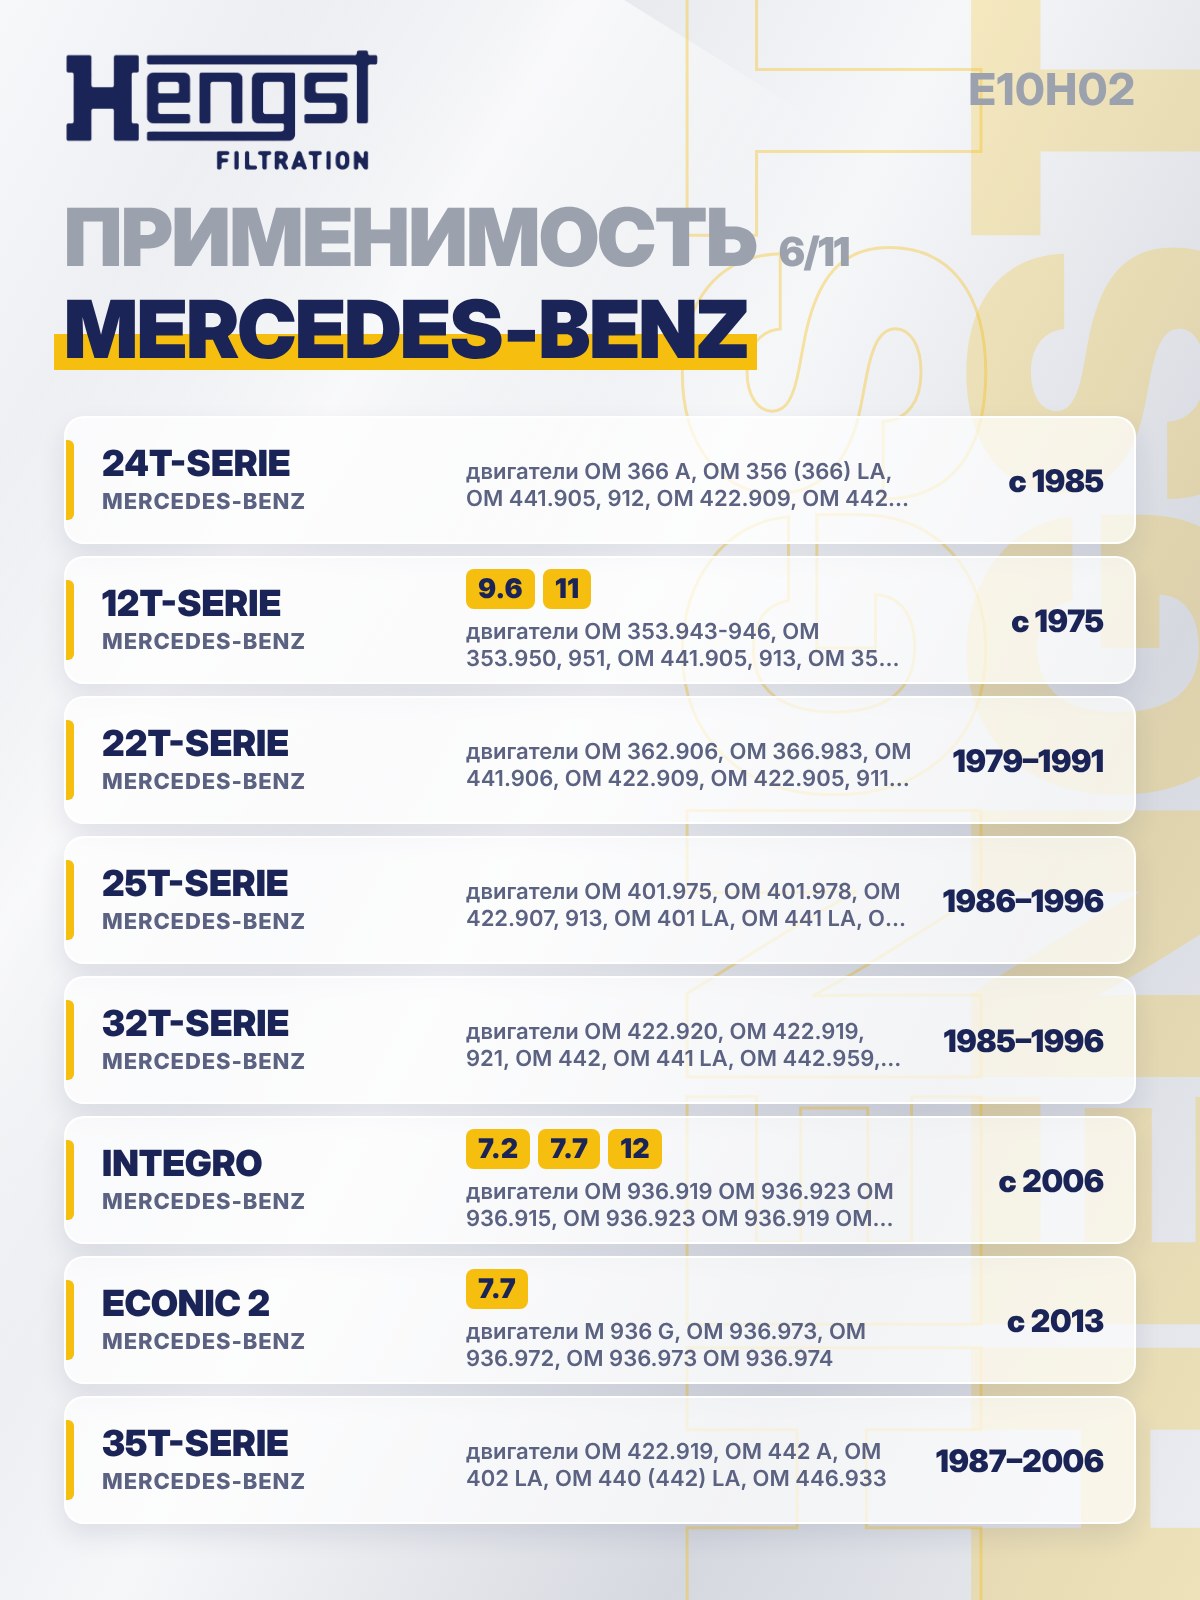 Hengst
FILTRATION
E10H02
ПРИМЕНИМОСТЬ 6/11
MERCEDES-BENZ
24T-SERIE
MERCEDES-BENZ
двигатели OM 366 A, OM 356 (366) LA,
OM 441.905, 912, OM 422.909, OM 442...
с 1985
12T-SERIE
MERCEDES-BENZ
9.6 11
двигатели OM 353.943-946, OM
353.950, 951, OM 441.905, 913, OM 35...
с 1975
22T-SERIE
MERCEDES-BENZ
двигатели OM 362.906, OM 366.983, OM
441.906, OM 422.909, OM 422.905, 911...
1979–1991
25T-SERIE
MERCEDES-BENZ
двигатели OM 401.975, OM 401.978, OM
422.907, 913, OM 401 LA, OM 441 LA, O...
1986–1996
32T-SERIE
MERCEDES-BENZ
двигатели OM 422.920, OM 422.919,
921, OM 442, OM 441 LA, OM 442.959,...
1985–1996
INTEGRO
MERCEDES-BENZ
7.2 7.7 12
двигатели OM 936.919 OM 936.923 OM
936.915, OM 936.923 OM 936.919 OM...
с 2006
ECONIC 2
MERCEDES-BENZ
7.7
двигатели M 936 G, OM 936.973, OM
936.972, OM 936.973 OM 936.974
с 2013
35T-SERIE
MERCEDES-BENZ
двигатели OM 422.919, OM 442 A, OM
402 LA, OM 440 (442) LA, OM 446.933
1987–2006